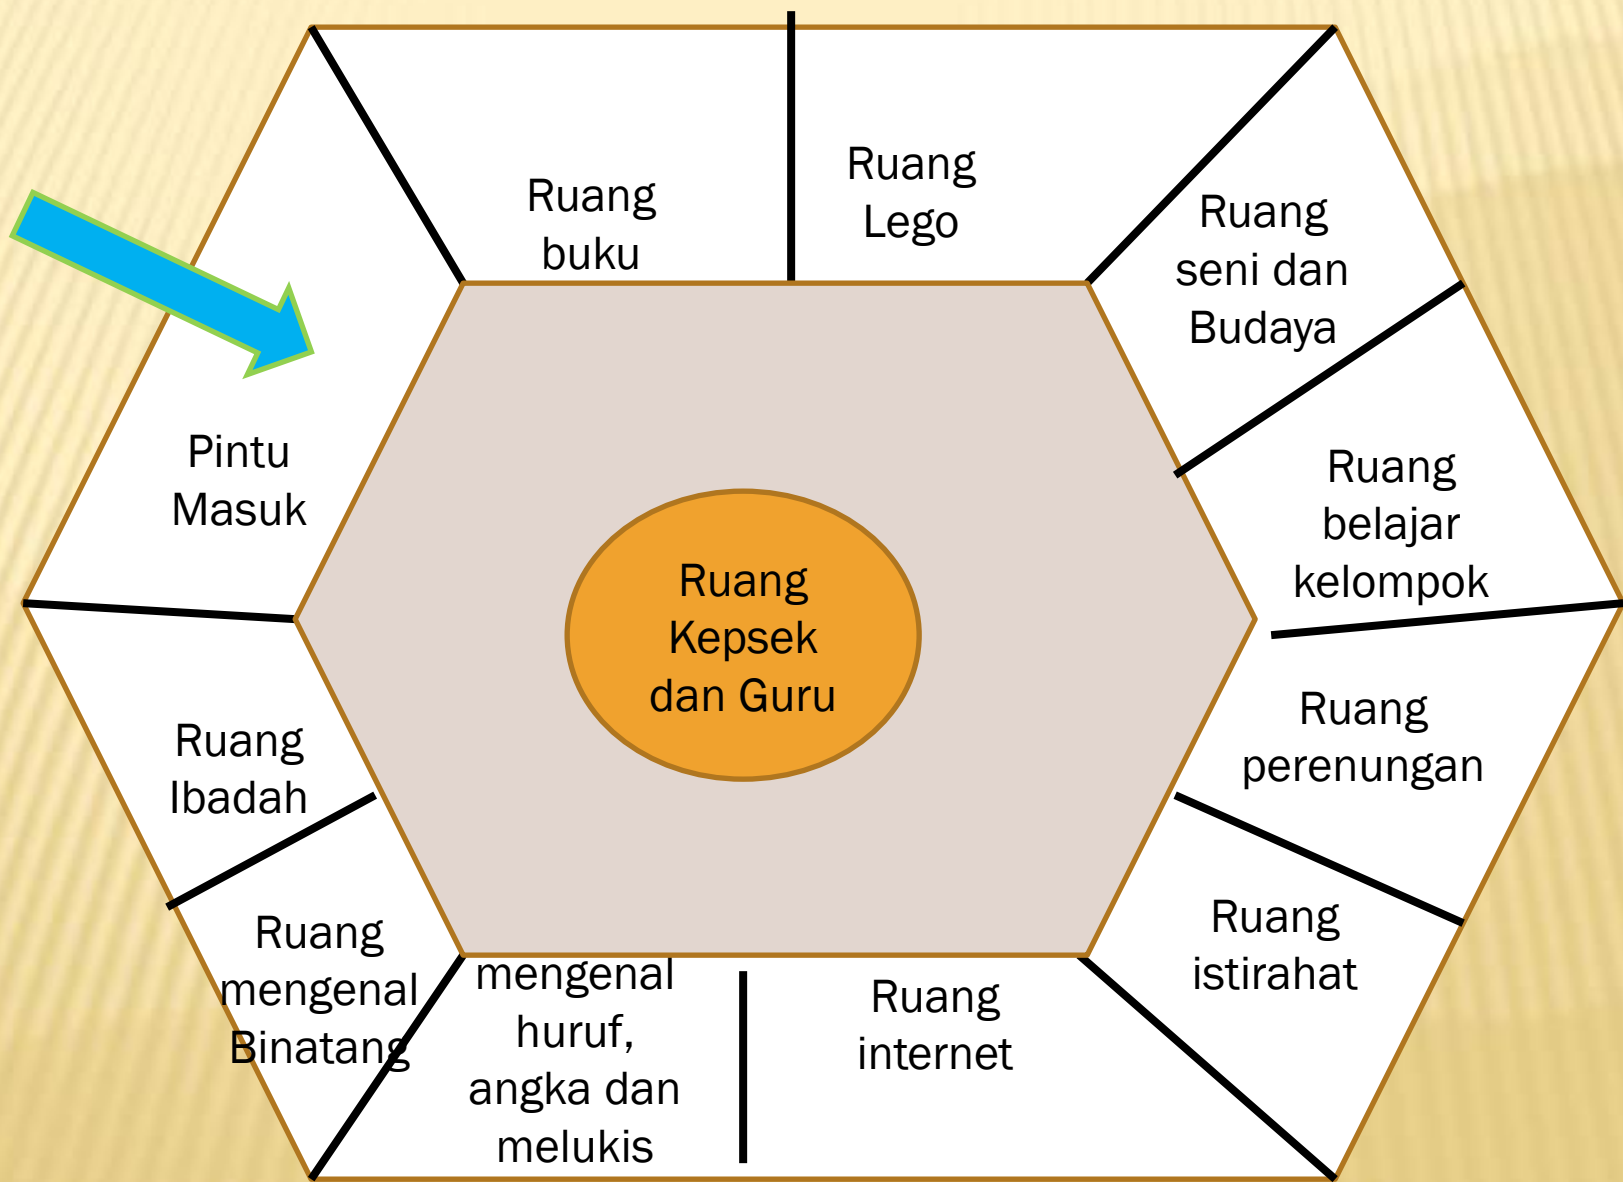 Ruang
buku
Ruang
Lego
Ruang
seni dan
Budaya
Pintu
Masuk
Ruang
belajar
kelompok
Ruang
Kepsek
dan Guru
Ruang
perenungan
Ruang
Ibadah
Ruang
istirahat
Ruang
mengenal
Binatang
mengenal
huruf,
angka dan
melukis
Ruang
internet